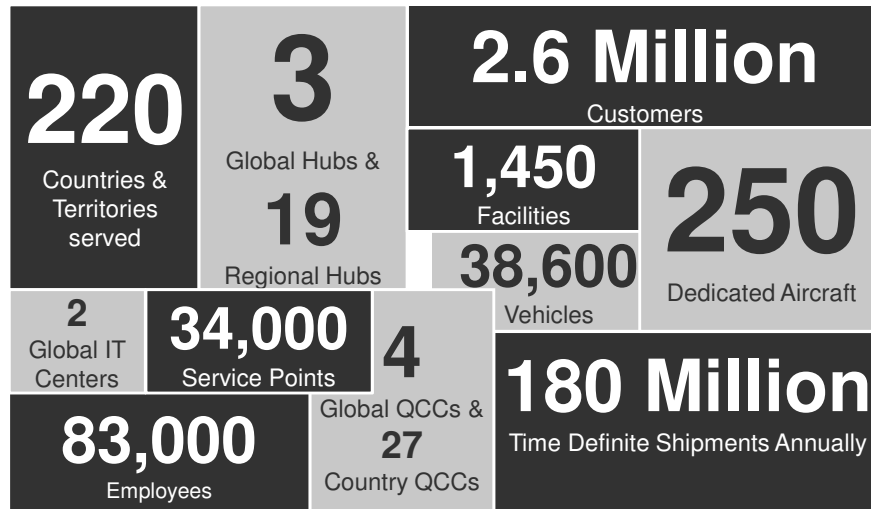 220
Countries &
Territories
served
3
Global Hubs &
19
Regional Hubs
2.6 Million
Customers
1,450
Facilities
38,600
Vehicles
250
Dedicated Aircraft
2
Global IT
Centers
34,000
Service Points
4
Global QCCs &
27
Country QCCs
83,000
Employees
180 Million
Time Definite Shipments Annually